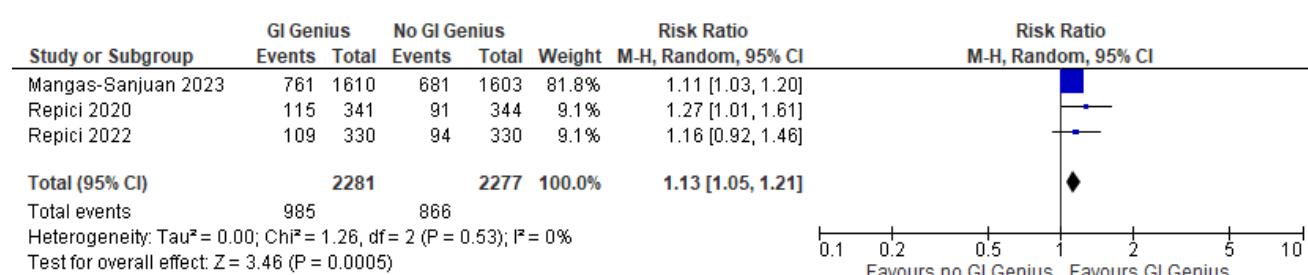 GI Genius No GI Genius Risk Ratio Risk Ratio
Study or Subgroup Events Total Events Total Weight M-H, Random, 95% CI M-H, Random, 95% CI
Mangas-Sanjuan 2023 761 1610 681 1603 81.8% 1.11 [1.03, 1.20]
Repici 2020 115 341 91 344 9.1% 1.27 [1.01, 1.61]
Repici 2022 109 330 94 330 9.1% 1.16 [0.92, 1.46]
Total (95% CI) 2281 2277 100.0% 1.13 [1.05, 1.21]
Total events 985 866
Heterogeneity: Tau² = 0.00; Chi² = 1.26, df = 2 (P = 0.53); I² = 0%
Test for overall effect: Z = 3.46 (P = 0.0005)
0.1 0.2 0.5 1 2 5 10
Favours no GI Genius Favours GI Genius